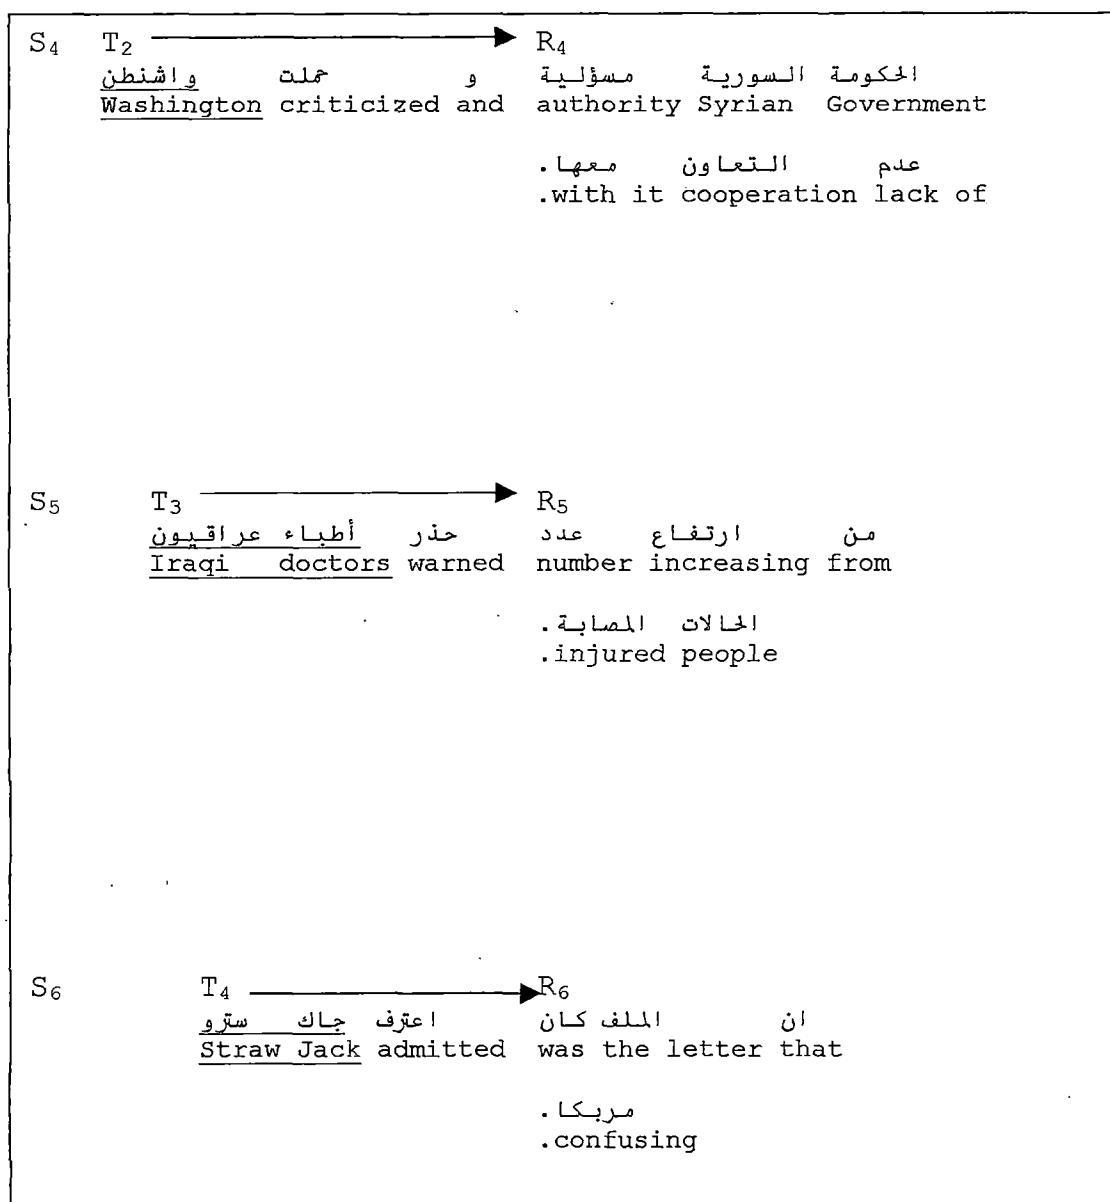 S4 T2 R4
و حملت واشنطن الحكومة السورية مسؤلية
Washington criticized and authority Syrian Government
عدم التعاون معها.
.with it cooperation lack of
S5 T3 R5
حذر أطباء عراقيون من ارتفاع عدد
Iraqi doctors warned number increasing from
الحالات المصابة.
.injured people
S6 T4 R6
اعترف جاك سترو ان الملف كان
Straw Jack admitted was the letter that
مربكا.
.confusing